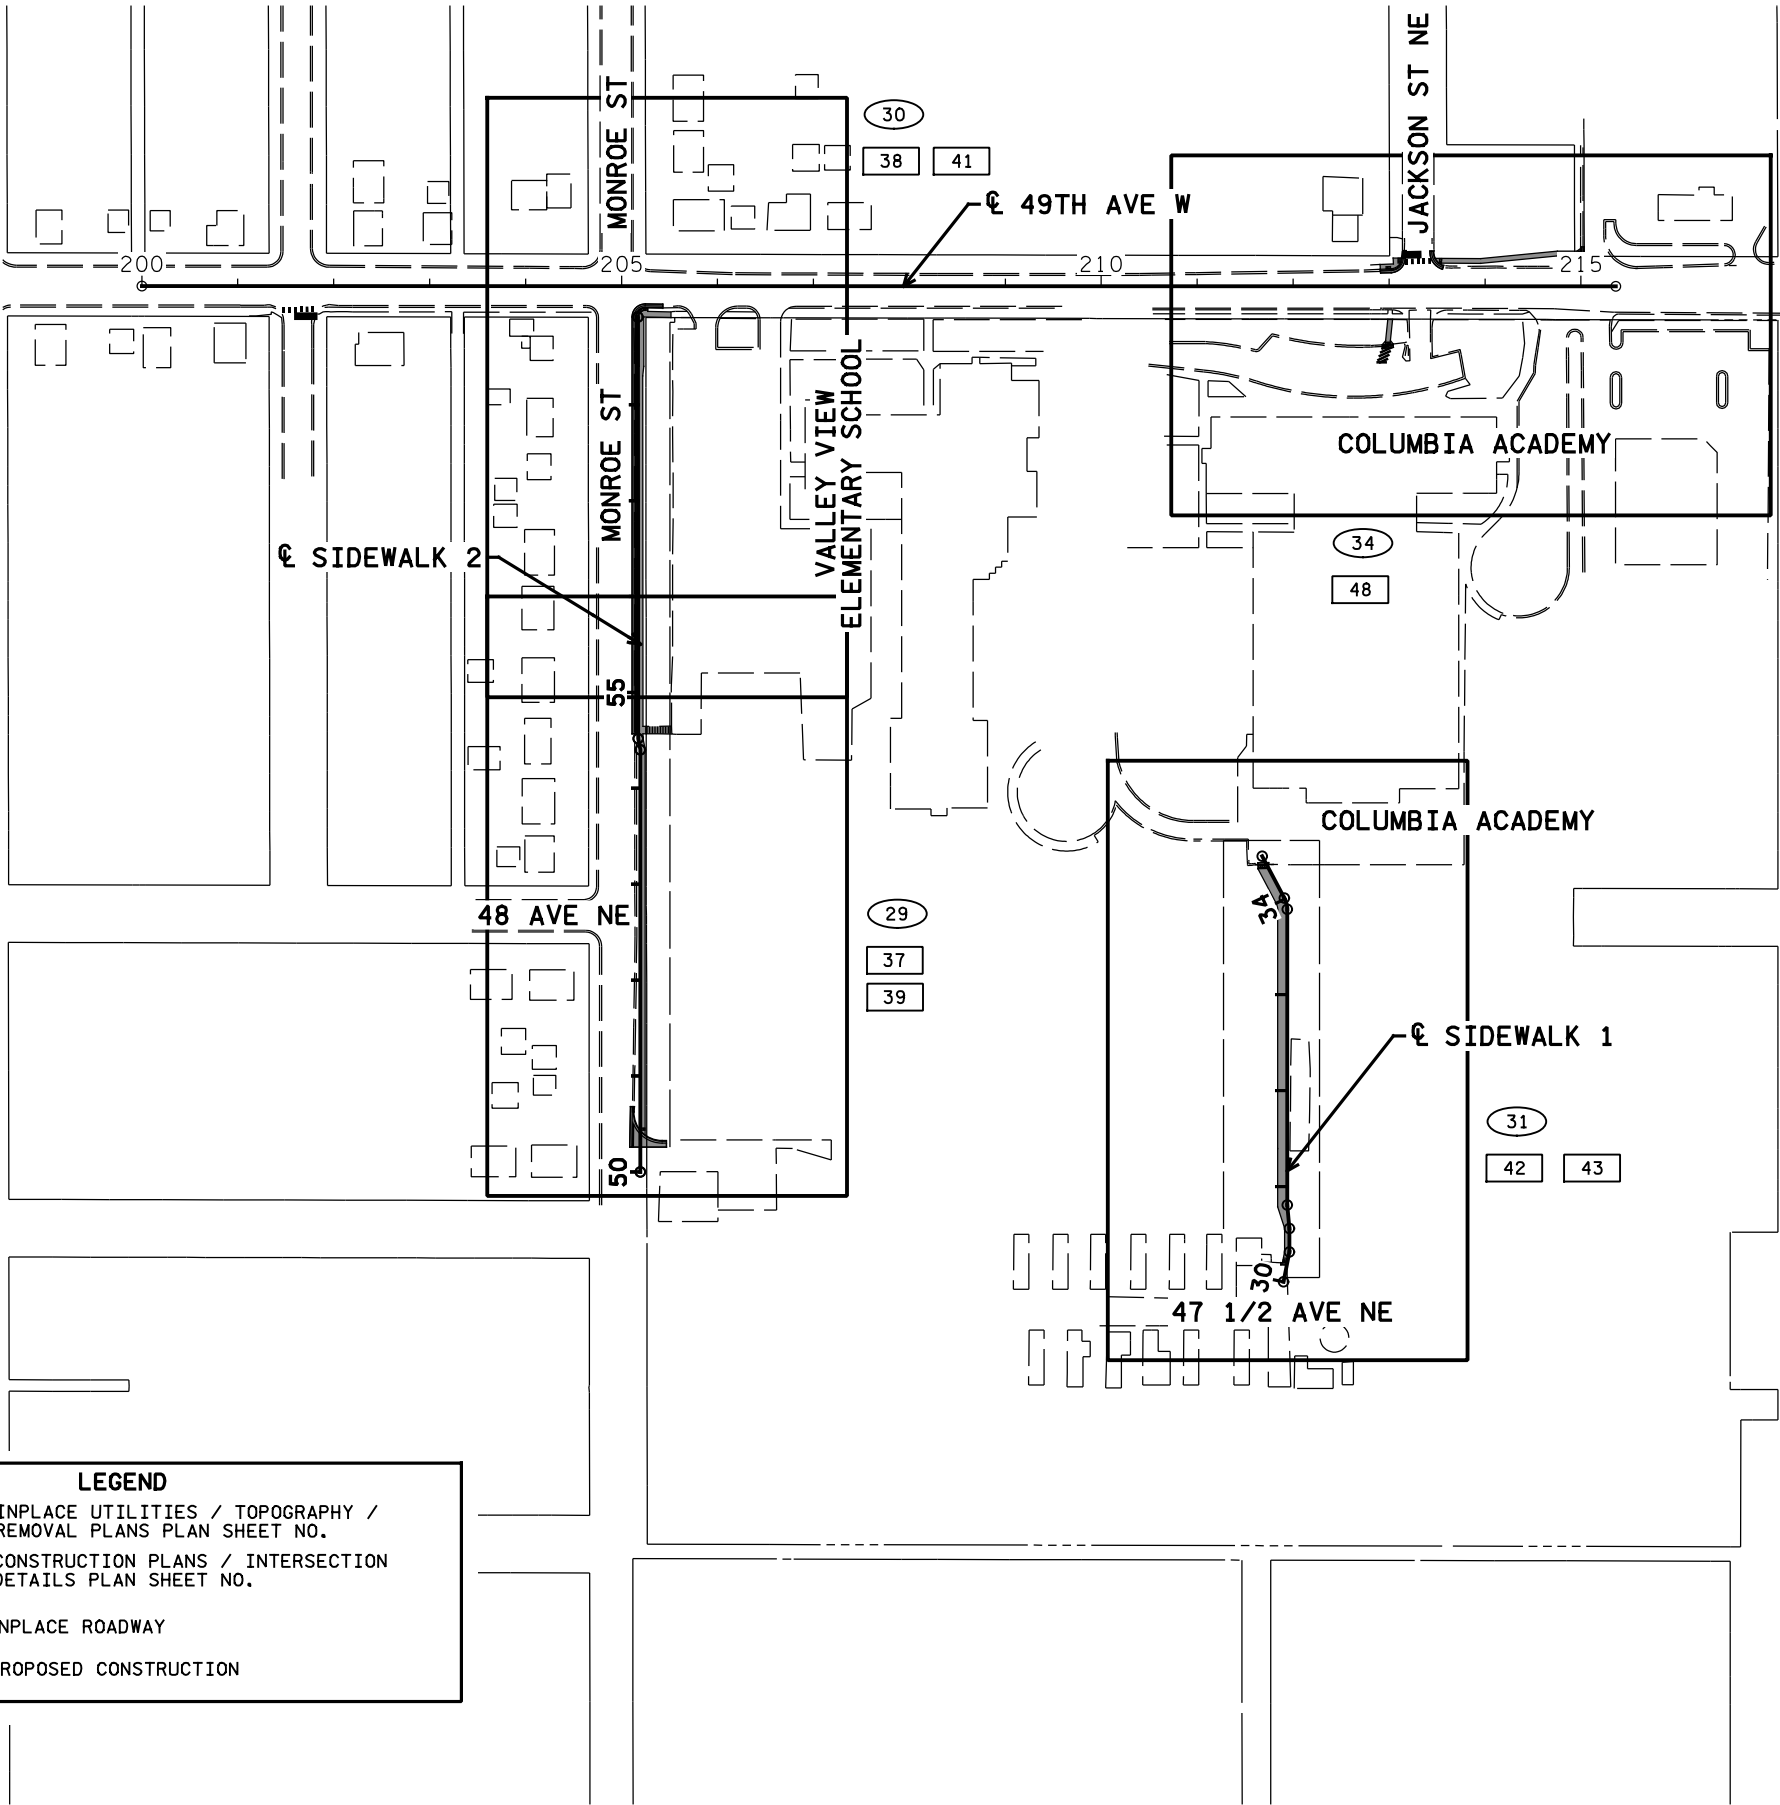 MONROE ST
JACKSON ST NE
30
38 41
℄ 49TH AVE W
200 205 210 215
MONROE ST
VALLEY VIEW
ELEMENTARY SCHOOL
COLUMBIA ACADEMY
34
48
℄ SIDEWALK 2
55
COLUMBIA ACADEMY
48 AVE NE
29
37
39
34
℄ SIDEWALK 1
31
42 43
50
30
47 1/2 AVE NE
LEGEND
INPLACE UTILITIES / TOPOGRAPHY /
REMOVAL PLANS PLAN SHEET NO.
CONSTRUCTION PLANS / INTERSECTION
DETAILS PLAN SHEET NO.
NPLACE ROADWAY
ROPOSED CONSTRUCTION